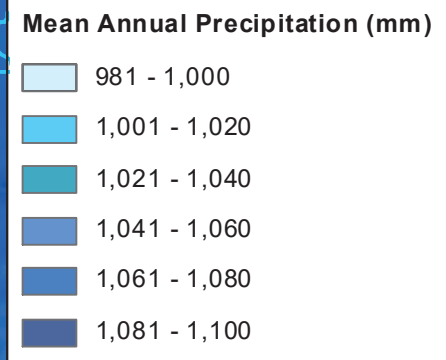 Mean Annual Precipitation (mm)
981 - 1,000
1,001 - 1,020
1,021 - 1,040
1,041 - 1,060
1,061 - 1,080
1,081 - 1,100